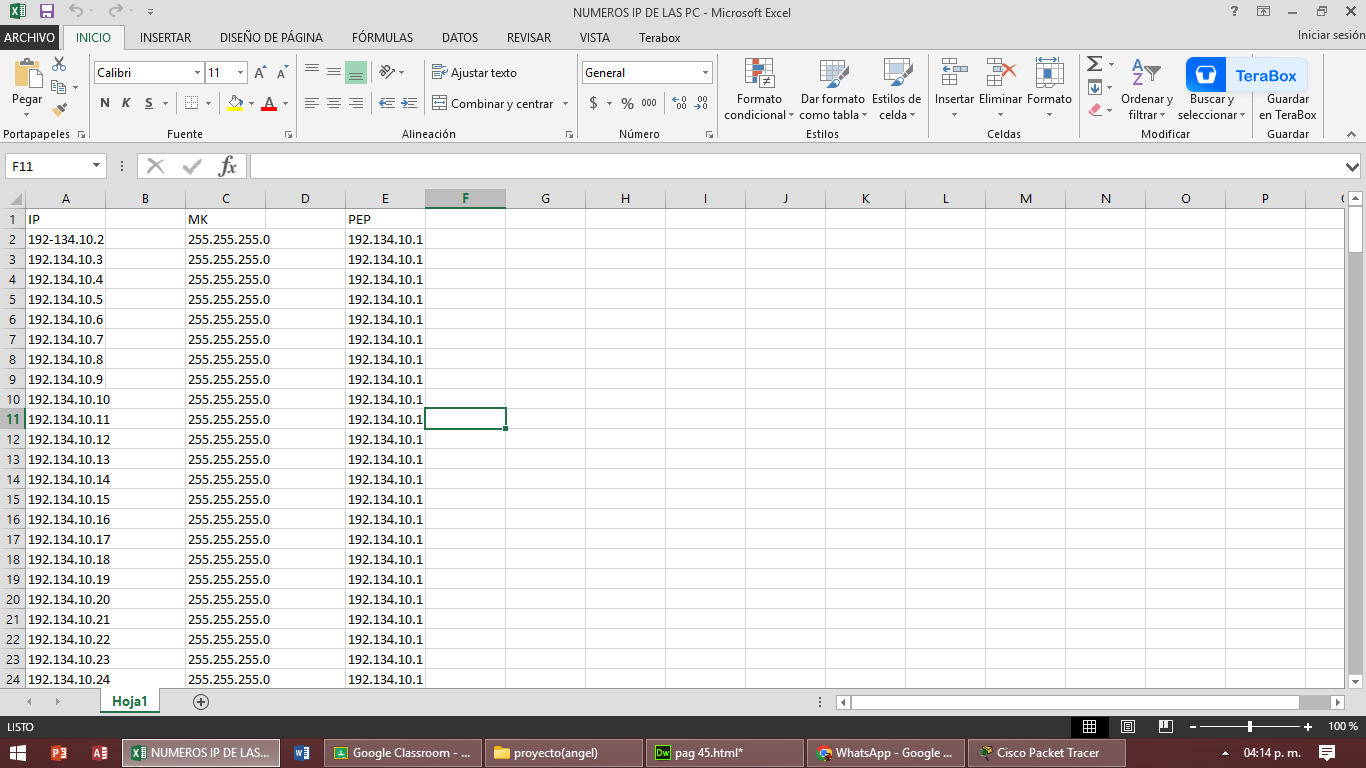 NUMEROS IP DE LAS PC - Microsoft Excel
ARCHIVO INICIO INSERTAR DISEÑO DE PÁGINA FÓRMULAS DATOS REVISAR VISTA Terabox Iniciar sesión
Pegar
Portapapeles
Calibri 11
N K S
Fuente
Ajustar texto
Combinar y centrar
Alineación
General
$ % 000
Número
Formato condicional
Dar formato como tabla
Estilos de celda
Estilos
Insertar Eliminar Formato
Celdas
Ordenar y filtrar
Buscar y seleccionar
Modificar
TeraBox
Guardar en TeraBox
Guardar
F11 fx
A B C D E F G H I J K L M N O P
1 IP MK PEP
2 192-134.10.2 255.255.255.0 192.134.10.1
3 192.134.10.3 255.255.255.0 192.134.10.1
4 192.134.10.4 255.255.255.0 192.134.10.1
5 192.134.10.5 255.255.255.0 192.134.10.1
6 192.134.10.6 255.255.255.0 192.134.10.1
7 192.134.10.7 255.255.255.0 192.134.10.1
8 192.134.10.8 255.255.255.0 192.134.10.1
9 192.134.10.9 255.255.255.0 192.134.10.1
10 192.134.10.10 255.255.255.0 192.134.10.1
11 192.134.10.11 255.255.255.0 192.134.10.1
12 192.134.10.12 255.255.255.0 192.134.10.1
13 192.134.10.13 255.255.255.0 192.134.10.1
14 192.134.10.14 255.255.255.0 192.134.10.1
15 192.134.10.15 255.255.255.0 192.134.10.1
16 192.134.10.16 255.255.255.0 192.134.10.1
17 192.134.10.17 255.255.255.0 192.134.10.1
18 192.134.10.18 255.255.255.0 192.134.10.1
19 192.134.10.19 255.255.255.0 192.134.10.1
20 192.134.10.20 255.255.255.0 192.134.10.1
21 192.134.10.21 255.255.255.0 192.134.10.1
22 192.134.10.22 255.255.255.0 192.134.10.1
23 192.134.10.23 255.255.255.0 192.134.10.1
24 192.134.10.24 255.255.255.0 192.134.10.1
Hoja1
LISTO 100 %
NUMEROS IP DE LAS... Google Classroom - ... proyecto(angel) pag 45.html* WhatsApp - Google ... Cisco Packet Tracer 04:14 p. m.